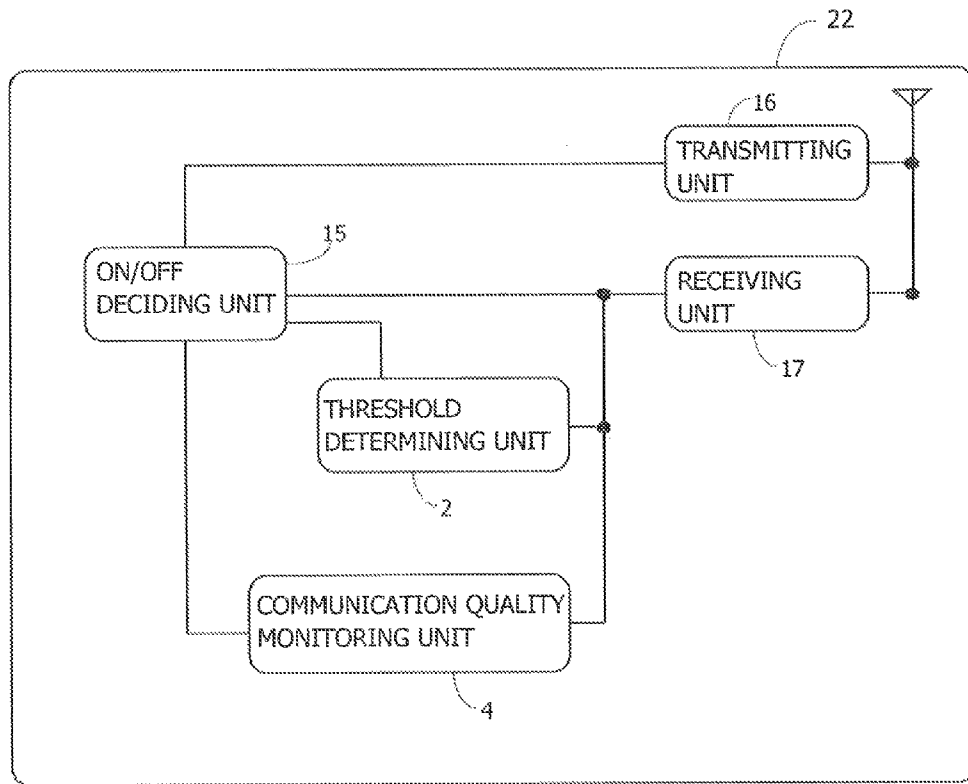 22
16
TRANSMITTING
UNIT
15
ON/OFF
DECIDING UNIT
RECEIVING
UNIT
17
THRESHOLD
DETERMINING UNIT
2
COMMUNICATION QUALITY
MONITORING UNIT
4